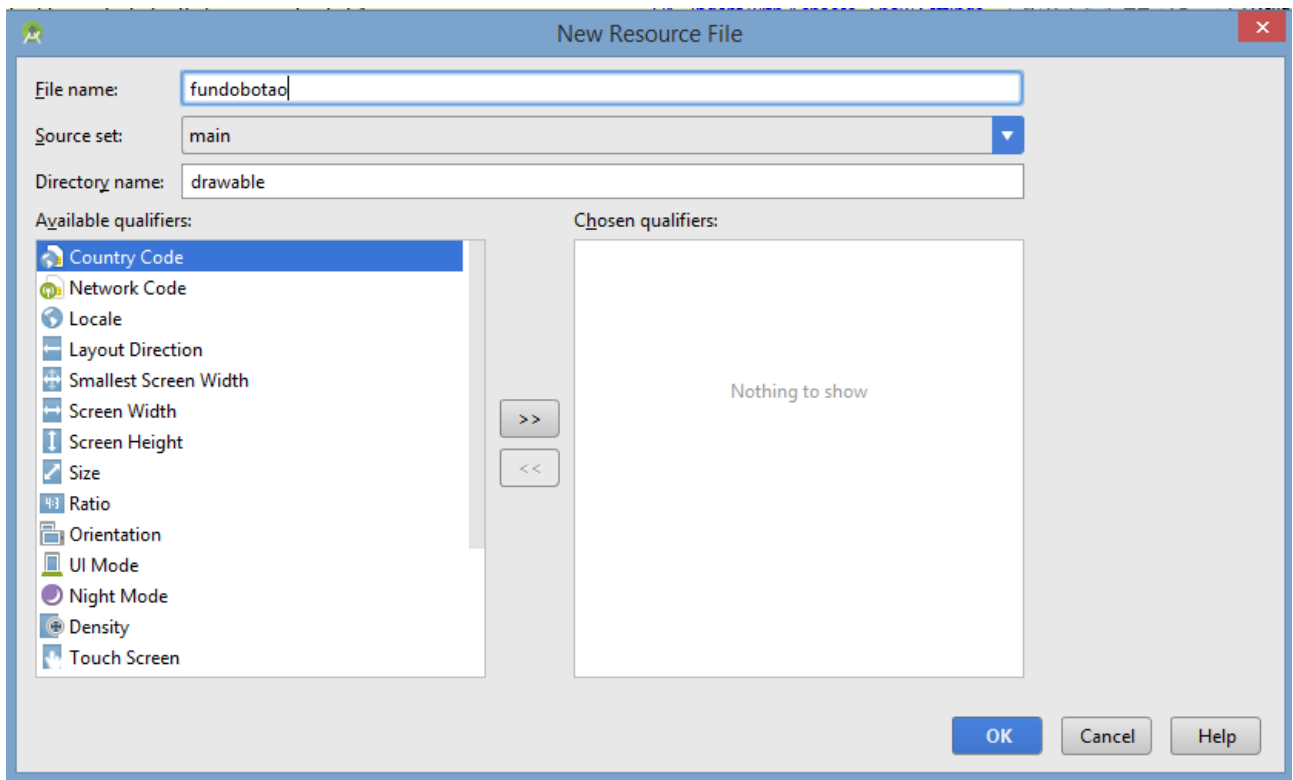 New Resource File
File name: fundobotao
Source set: main
Directory name: drawable
Available qualifiers: Chosen qualifiers:
Country Code
Network Code
Locale
Layout Direction
Smallest Screen Width
Screen Width
Screen Height
Size
4:3 Ratio
Orientation
UI Mode
Night Mode
Density
Touch Screen
>>
<<
Nothing to show
OK Cancel Help